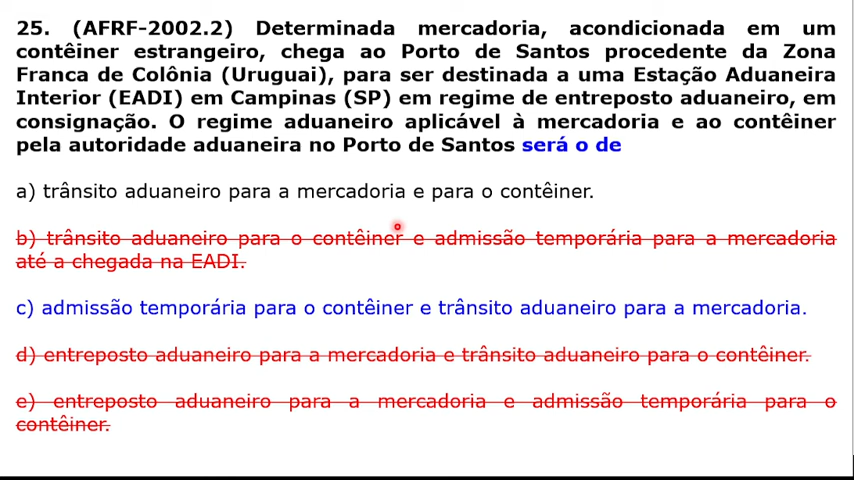 25. (AFRF-2002.2) Determinada mercadoria, acondicionada em um
contêiner estrangeiro, chega ao Porto de Santos procedente da Zona
Franca de Colônia (Uruguai), para ser destinada a uma Estação Aduaneira
Interior (EADI) em Campinas (SP) em regime de entreposto aduaneiro, em
consignação. O regime aduaneiro aplicável à mercadoria e ao contêiner
pela autoridade aduaneira no Porto de Santos será o de
a) trânsito aduaneiro para a mercadoria e para o contêiner.
b) trânsito aduaneiro para o contêiner e admissão temporária para a mercadoria
até a chegada na EADI.
c) admissão temporária para o contêiner e trânsito aduaneiro para a mercadoria.
d) entreposto aduaneiro para a mercadoria e trânsito aduaneiro para o contêiner.
e) entreposto aduaneiro para a mercadoria e admissão temporária para o
contêiner.